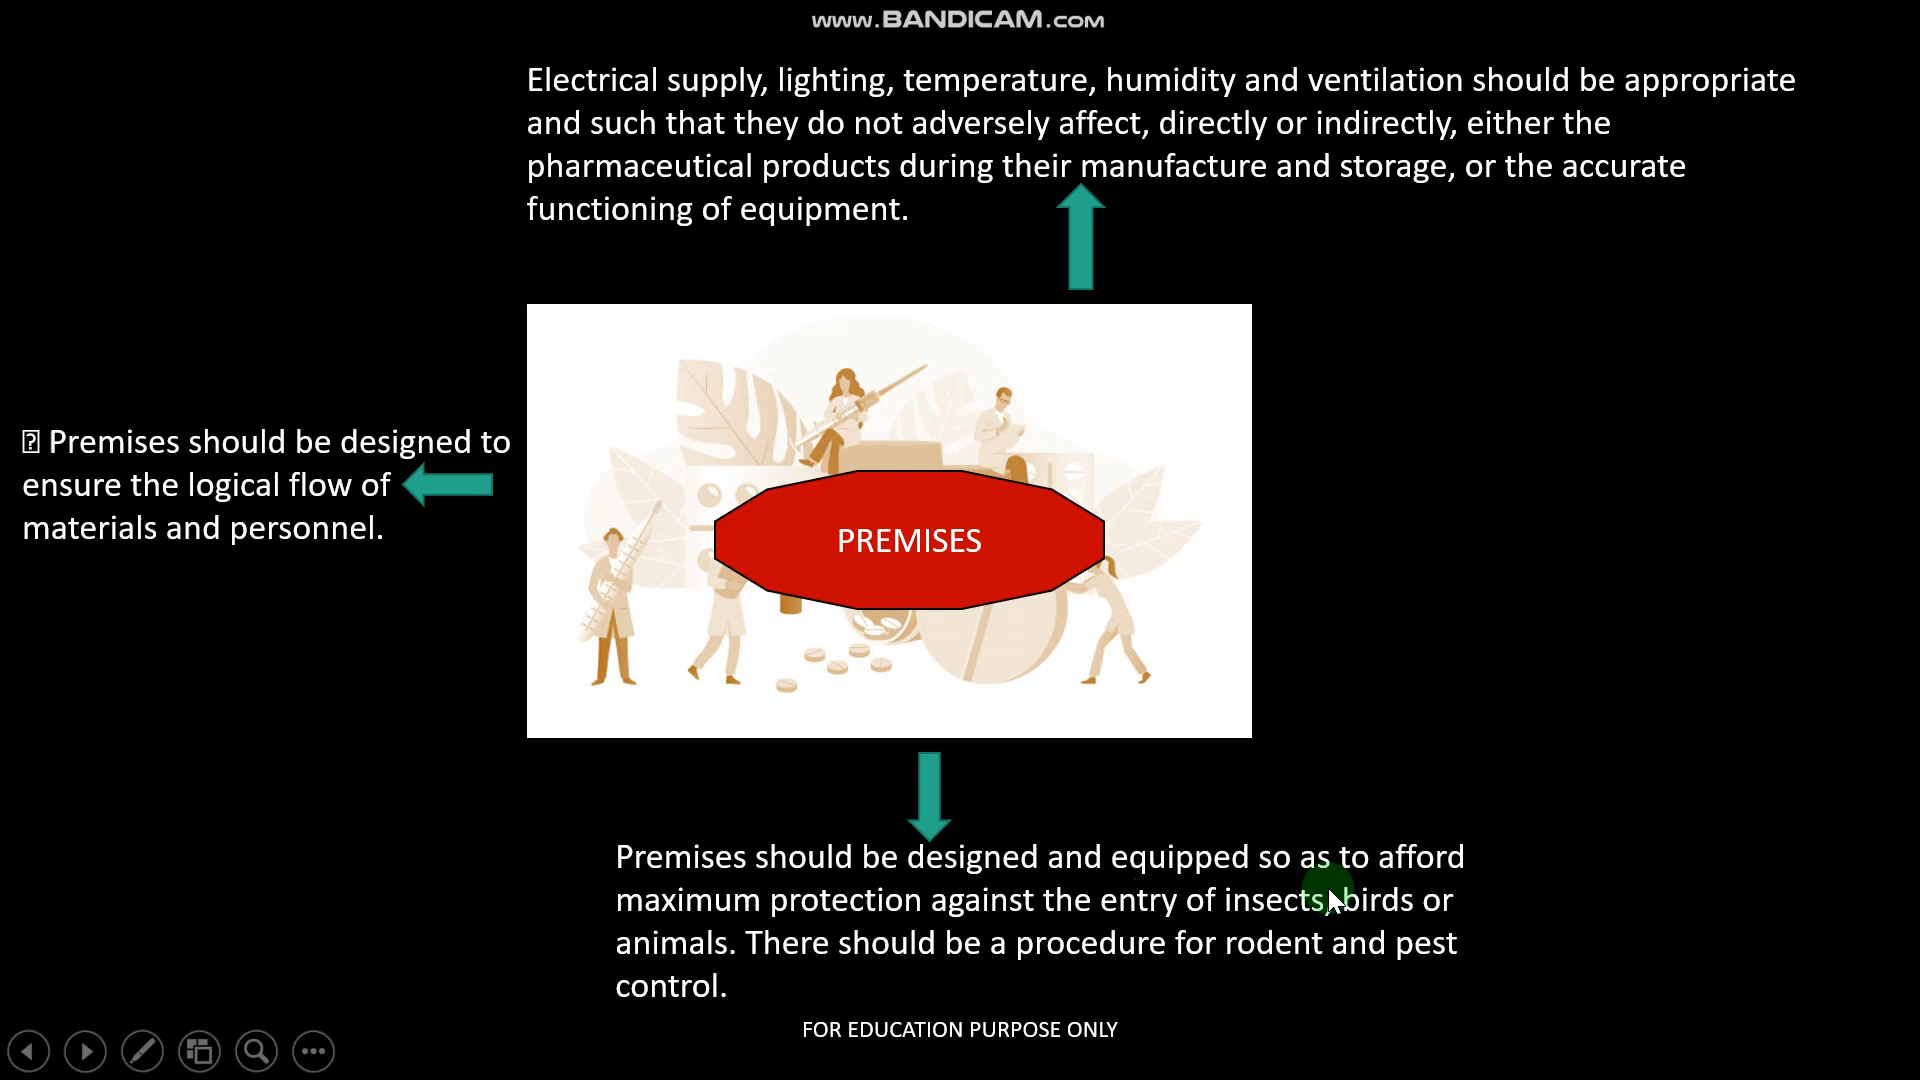 www.BANDICAM.COM
Electrical supply, lighting, temperature, humidity and ventilation should be appropriate
and such that they do not adversely affect, directly or indirectly, either the
pharmaceutical products during their manufacture and storage, or the accurate
functioning of equipment.
Premises should be designed to
ensure the logical flow of
materials and personnel.
PREMISES
Premises should be designed and equipped so as to afford
maximum protection against the entry of insects, birds or
animals. There should be a procedure for rodent and pest
control.
FOR EDUCATION PURPOSE ONLY